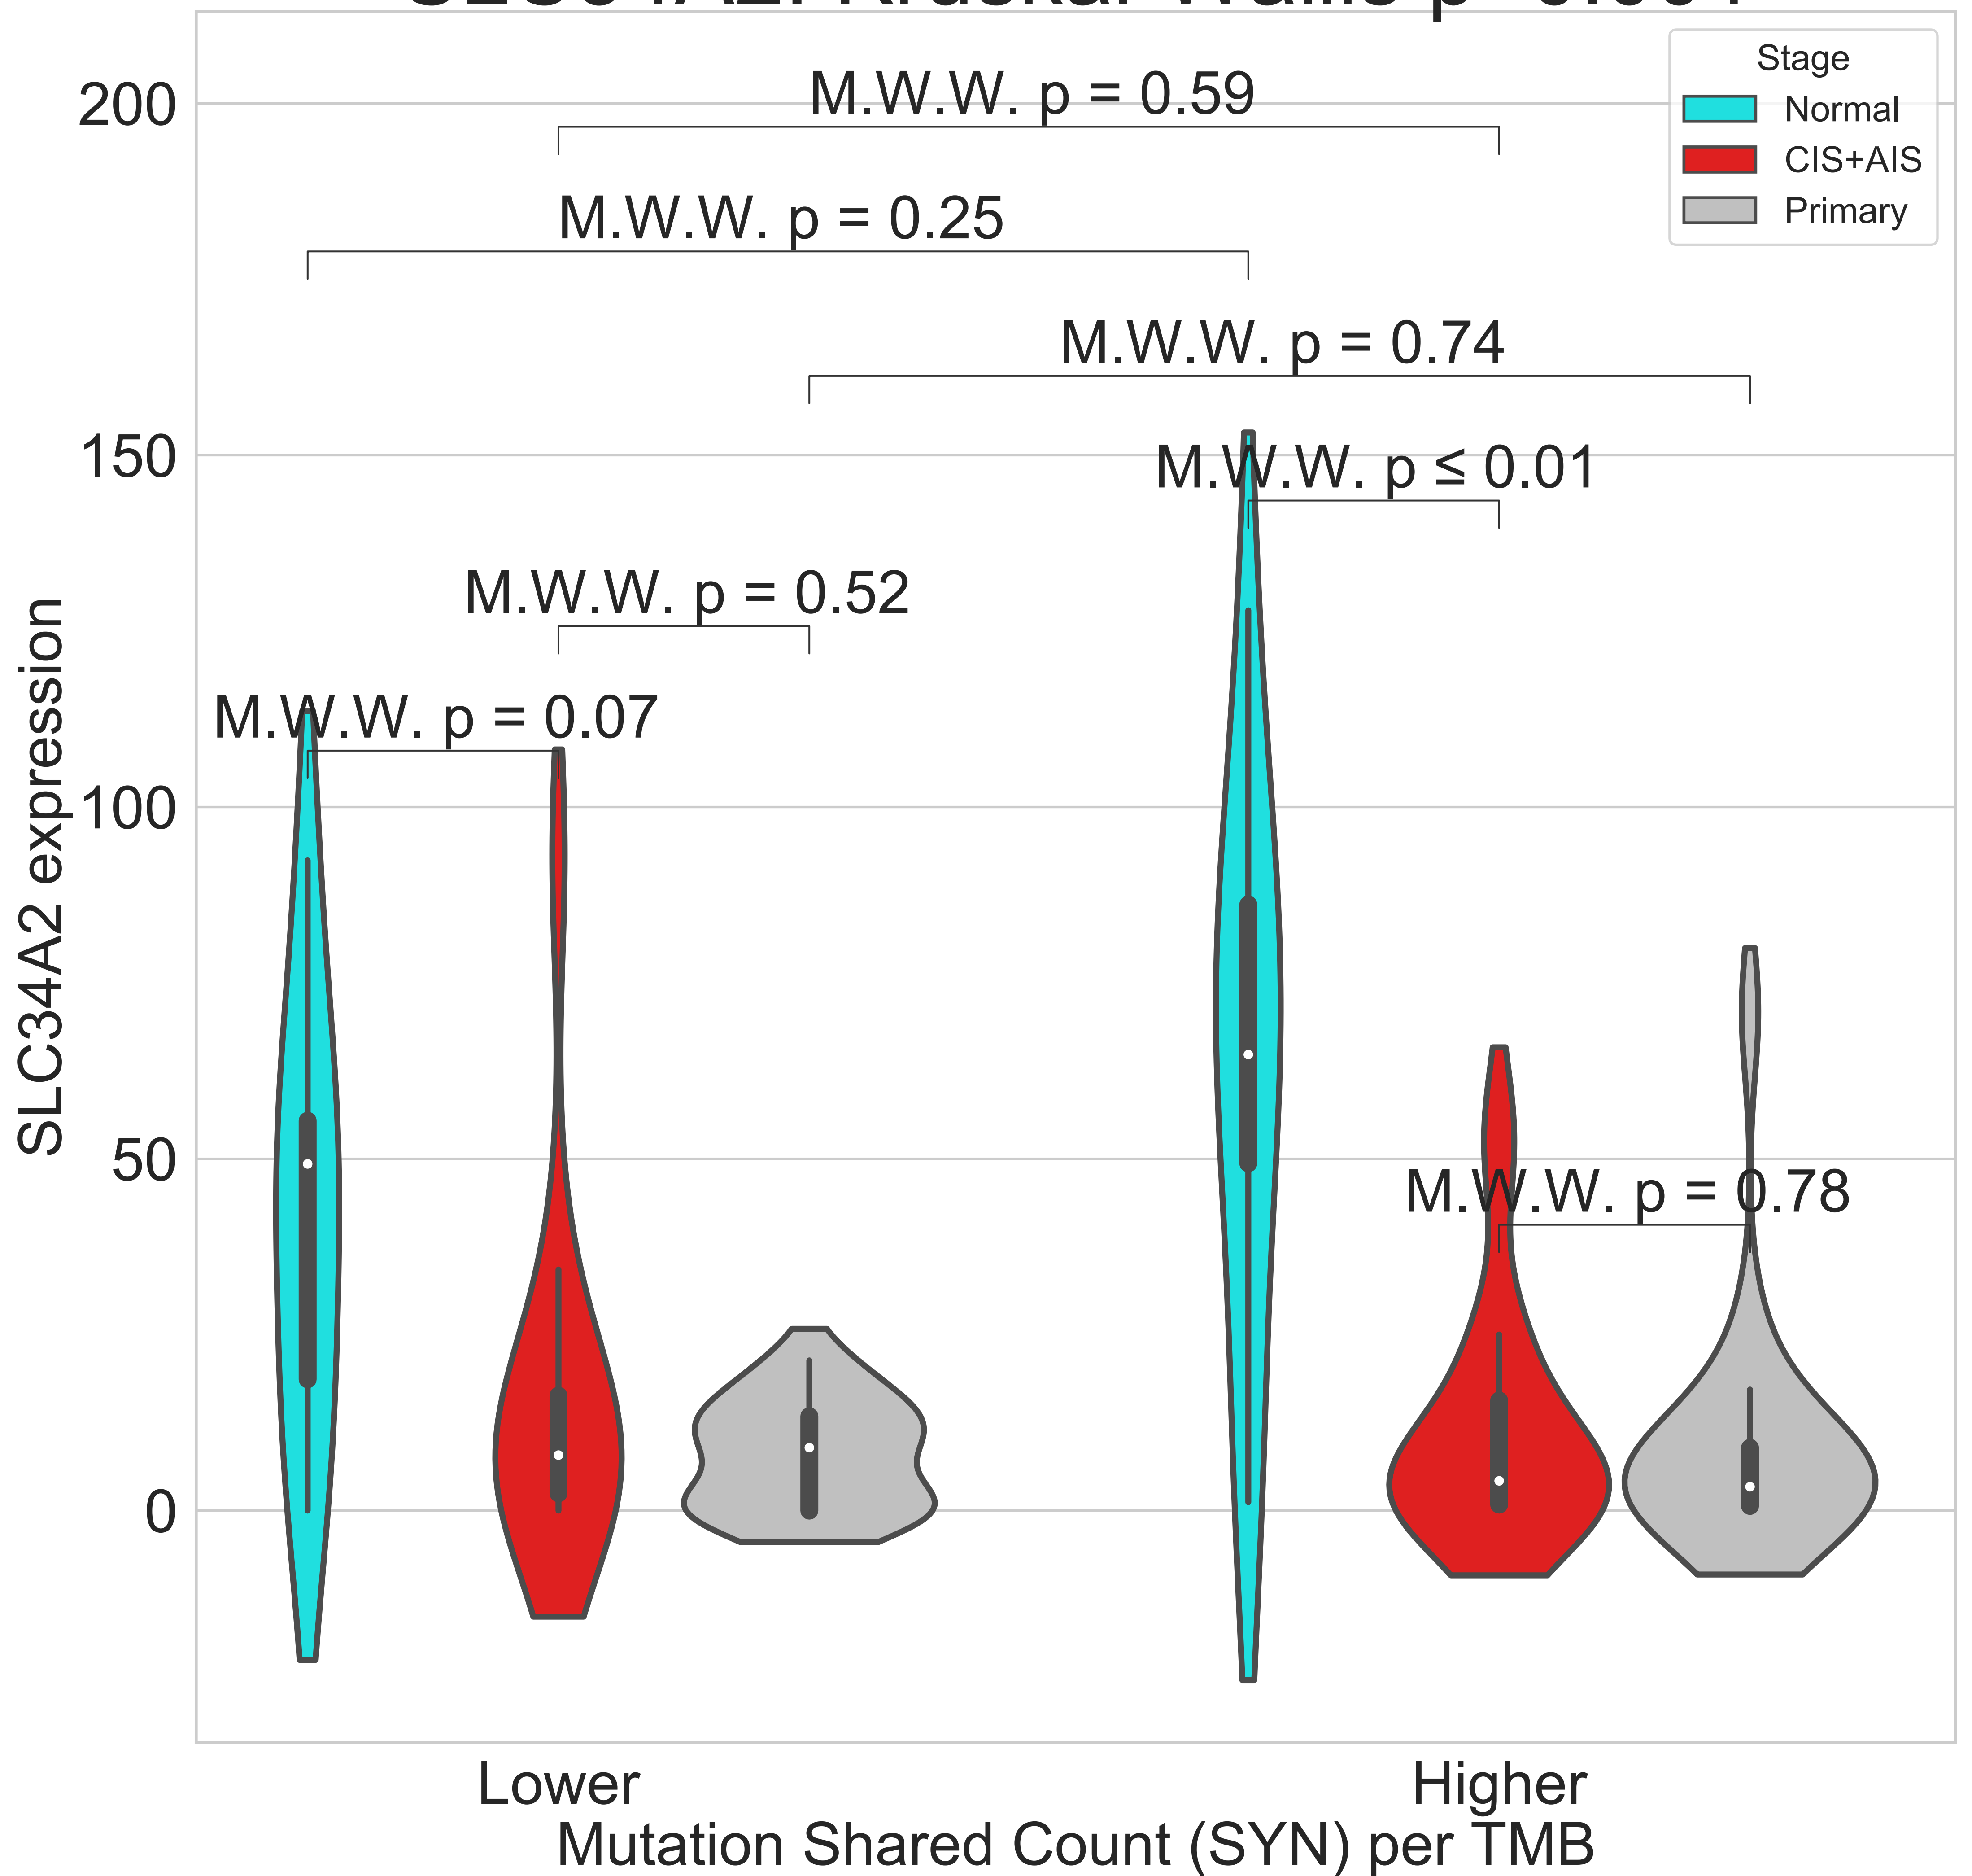 200
150
100
50
0
SLC34A2 expression
M.W.W. p = 0.59
M.W.W. p = 0.25
M.W.W. p = 0.74
M.W.W. p ≤ 0.01
M.W.W. p = 0.52
M.W.W. p = 0.07
M.W.W. p = 0.78
Stage
Normal
CIS+AIS
Primary
Lower
Higher
Mutation Shared Count (SYN) per TMB